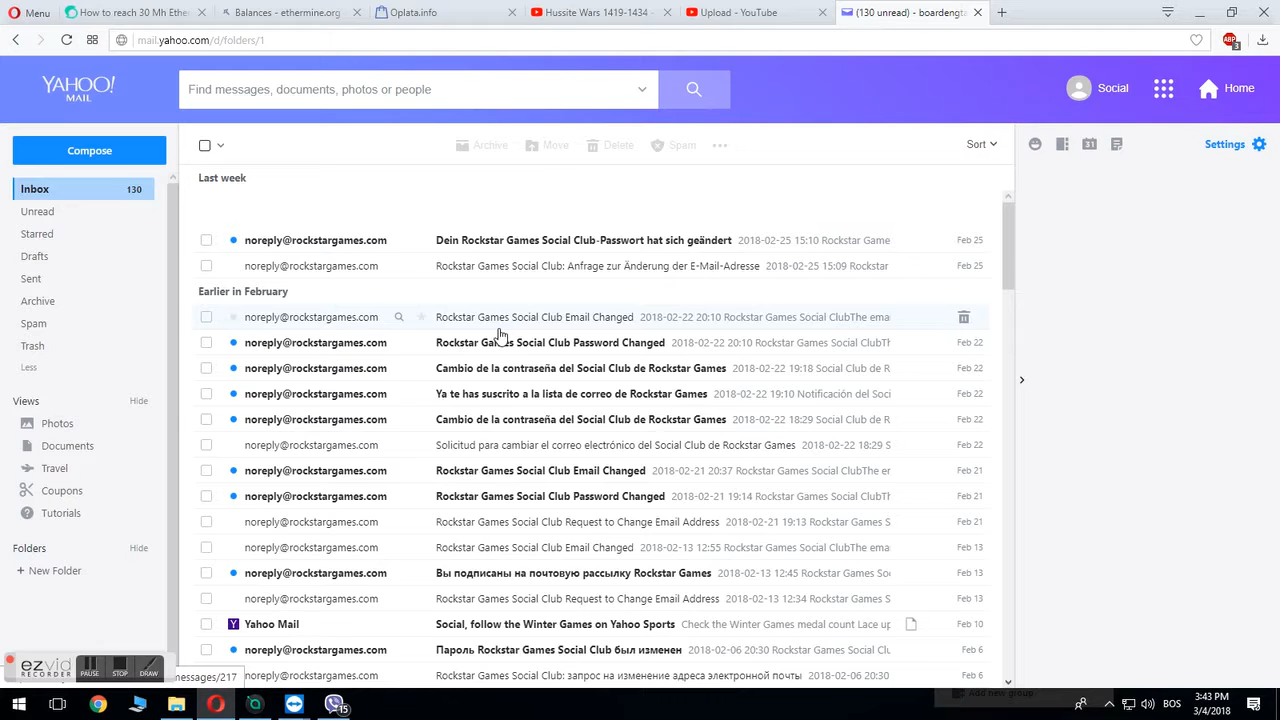 Menu How to reach 30 Mh Ether Balances - ethermine.org Oplata.info Hussite Wars 1419-1434 - Upload - YouTube (130 unread) - boardengta
mail.yahoo.com/d/folders/1 ABP 3
YAHOO! MAIL
Find messages, documents, photos or people
Social Home
Compose
Archive Move Delete Spam Sort
Settings
Last week
Inbox 130
Unread
Starred
Drafts
Sent
Archive
Spam
Trash
Less
Views Hide
Photos
Documents
Travel
Coupons
Tutorials
Folders Hide
+ New Folder
noreply@rockstargames.com Dein Rockstar Games Social Club-Passwort hat sich geändert 2018-02-25 15:10 Rockstar Game Feb 25
noreply@rockstargames.com Rockstar Games Social Club: Anfrage zur Änderung der E-Mail-Adresse 2018-02-25 15:09 Rockstar Feb 25
Earlier in February
noreply@rockstargames.com Rockstar Games Social Club Email Changed 2018-02-22 20:10 Rockstar Games Social ClubThe emai
noreply@rockstargames.com Rockstar Games Social Club Password Changed 2018-02-22 20:10 Rockstar Games Social ClubTh Feb 22
noreply@rockstargames.com Cambio de la contraseña del Social Club de Rockstar Games 2018-02-22 19:18 Social Club de R Feb 22
noreply@rockstargames.com Ya te has suscrito a la lista de correo de Rockstar Games 2018-02-22 19:10 Notificación del Soci Feb 22
noreply@rockstargames.com Cambio de la contraseña del Social Club de Rockstar Games 2018-02-22 18:29 Social Club de R Feb 22
noreply@rockstargames.com Solicitud para cambiar el correo electrónico del Social Club de Rockstar Games 2018-02-22 18:29 S Feb 22
noreply@rockstargames.com Rockstar Games Social Club Email Changed 2018-02-21 20:37 Rockstar Games Social ClubThe er Feb 21
noreply@rockstargames.com Rockstar Games Social Club Password Changed 2018-02-21 19:14 Rockstar Games Social ClubTh Feb 21
noreply@rockstargames.com Rockstar Games Social Club Request to Change Email Address 2018-02-21 19:13 Rockstar Games S Feb 21
noreply@rockstargames.com Rockstar Games Social Club Email Changed 2018-02-13 12:55 Rockstar Games Social ClubThe emai Feb 13
noreply@rockstargames.com Вы подписаны на почтовую рассылку Rockstar Games 2018-02-13 12:45 Rockstar Games Soc Feb 13
noreply@rockstargames.com Rockstar Games Social Club Request to Change Email Address 2018-02-13 12:34 Rockstar Games S Feb 13
Yahoo Mail Social, follow the Winter Games on Yahoo Sports Check the Winter Games medal count Lace up Feb 10
noreply@rockstargames.com Пароль Rockstar Games Social Club был изменен 2018-02-06 20:30 Rockstar Games Social Clu Feb 6
noreply@rockstargames.com Rockstar Games Social Club: запрос на изменение адреса электронной почты 2018-02-06 20:30 Feb 6
ezvid RECORDER PAUSE STOP DRAW
essages/217
Add new group
15 BOS 3:43 PM
3/4/2018